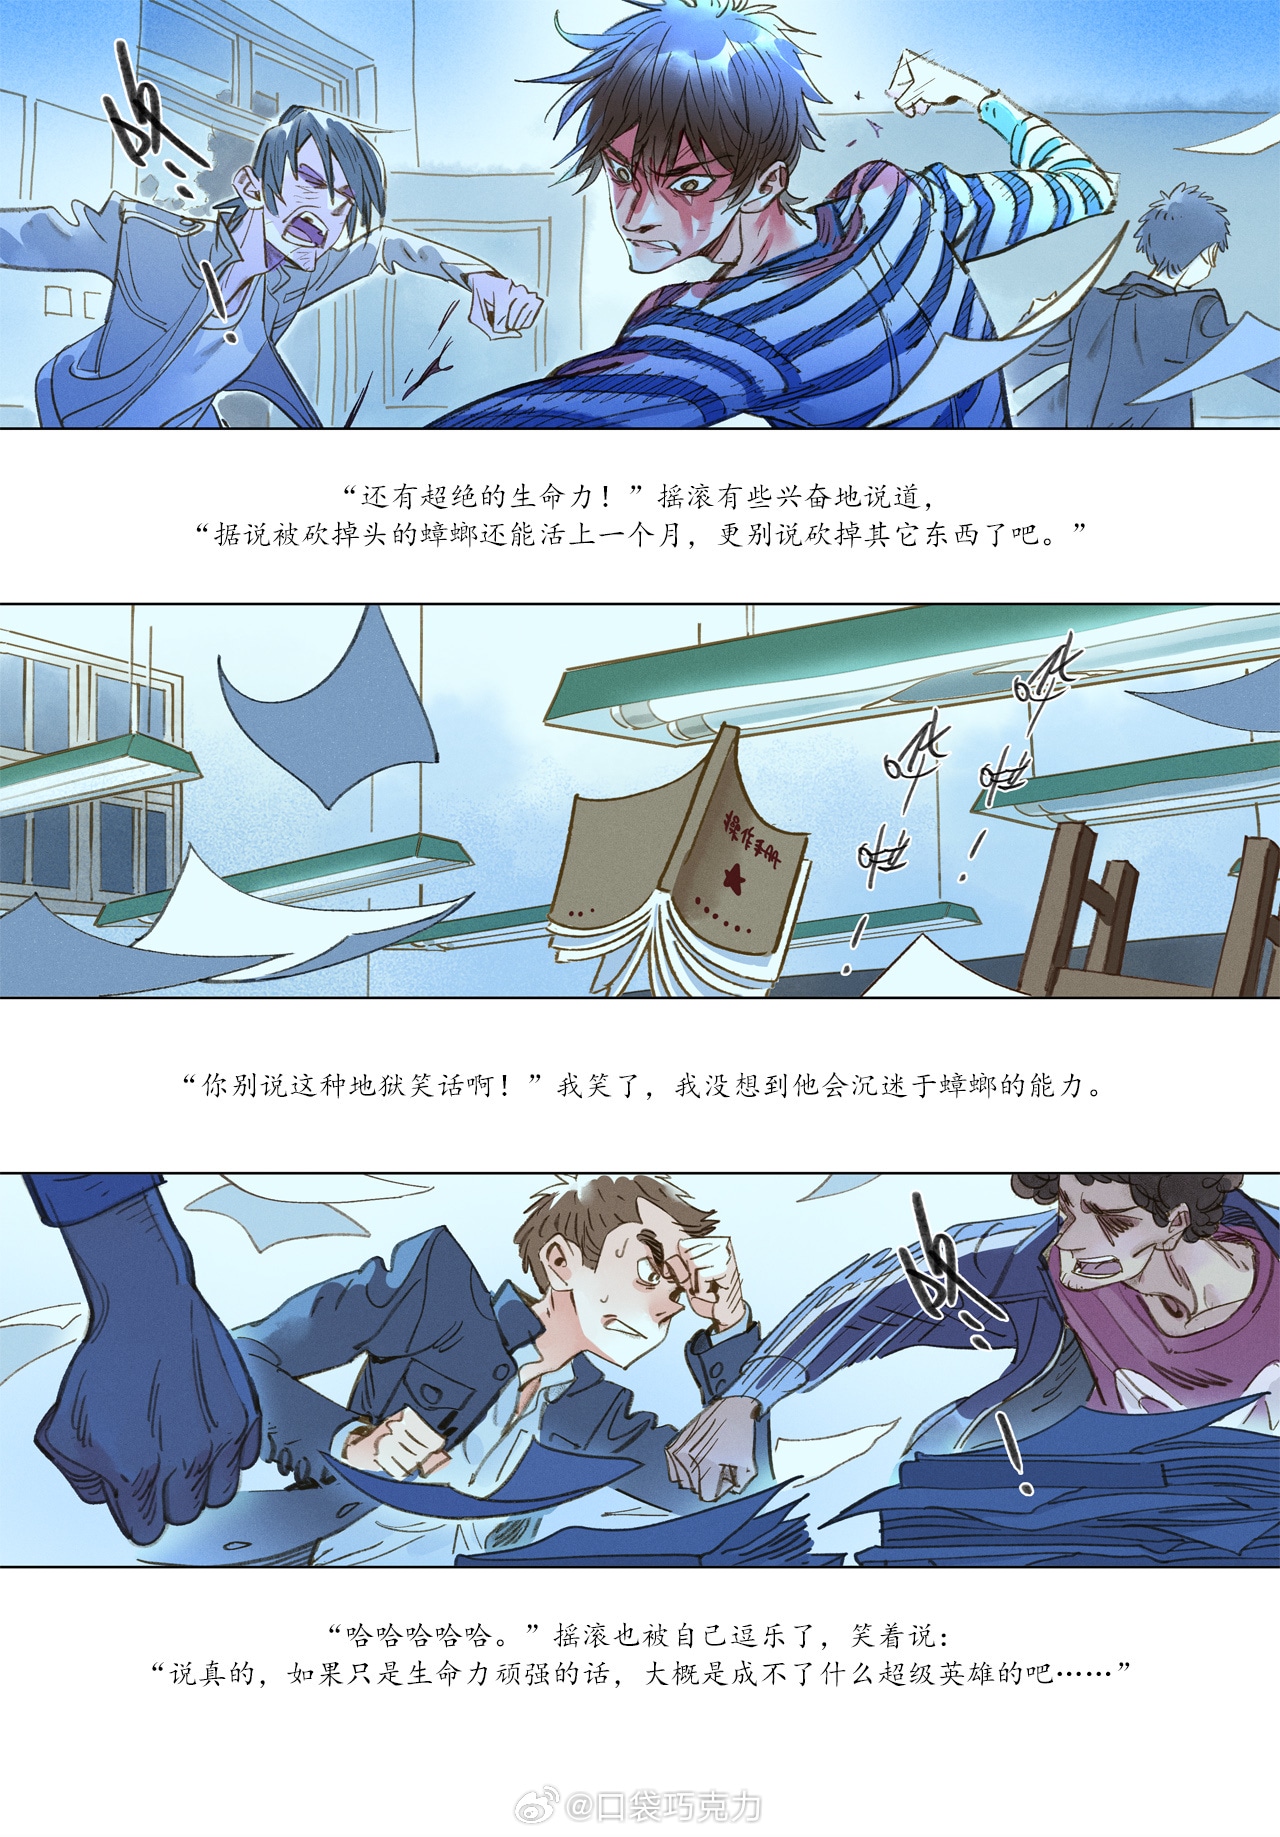 哎
!
“还有超绝的生命力！”摇滚有些兴奋地说道，
“据说被砍掉头的蟑螂还能活上一个月，更别说砍掉其它东西了吧。”
“你别说这种地狱笑话啊！”我笑了，我没想到他会沉迷于蟑螂的能力。
“哈哈哈哈哈。”摇滚也被自己逗乐了，笑着说：
“说真的，如果只是生命力顽强的话，大概是成不了什么超级英雄的吧……”
@口袋巧克力